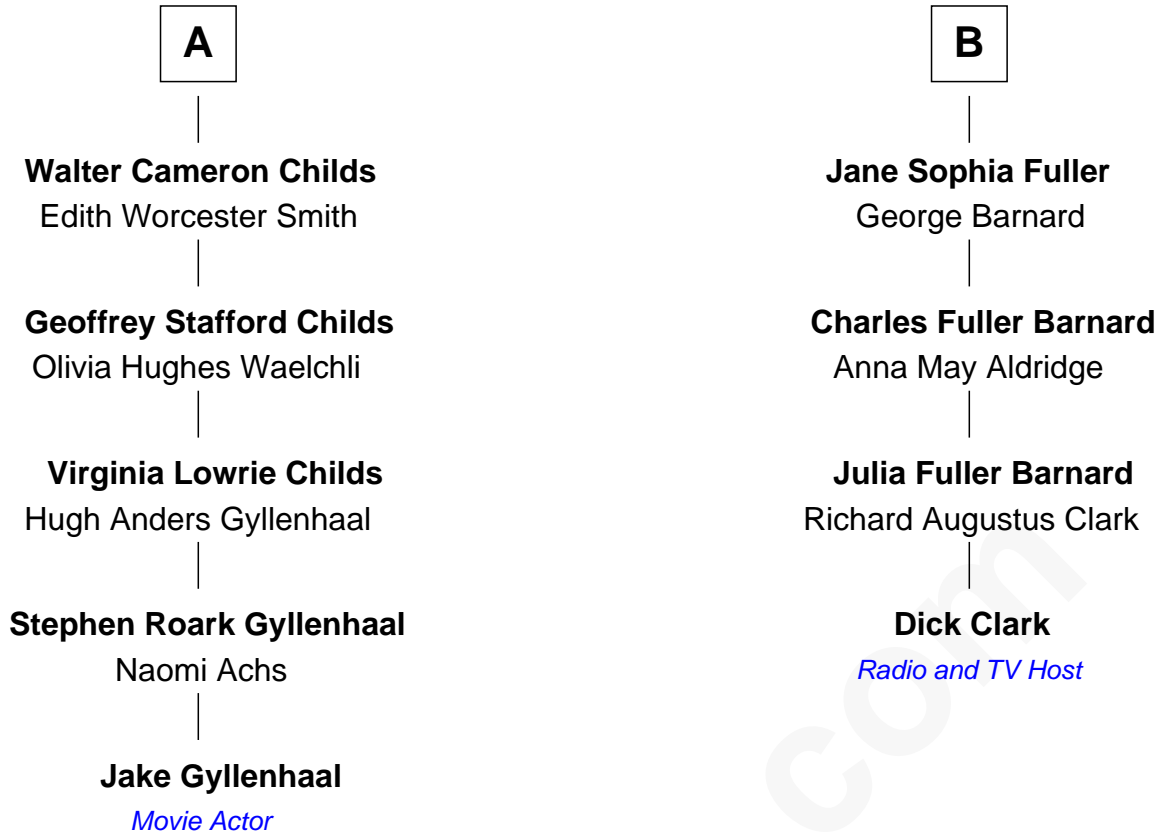 A
Walter Cameron Childs
Edith Worcester Smith
Geoffrey Stafford Childs
Olivia Hughes Waelchli
Virginia Lowrie Childs
Hugh Anders Gyllenhaal
Stephen Roark Gyllenhaal
Naomi Achs
Jake Gyllenhaal
Movie Actor
B
Jane Sophia Fuller
George Barnard
Charles Fuller Barnard
Anna May Aldridge
Julia Fuller Barnard
Richard Augustus Clark
Dick Clark
Radio and TV Host
com